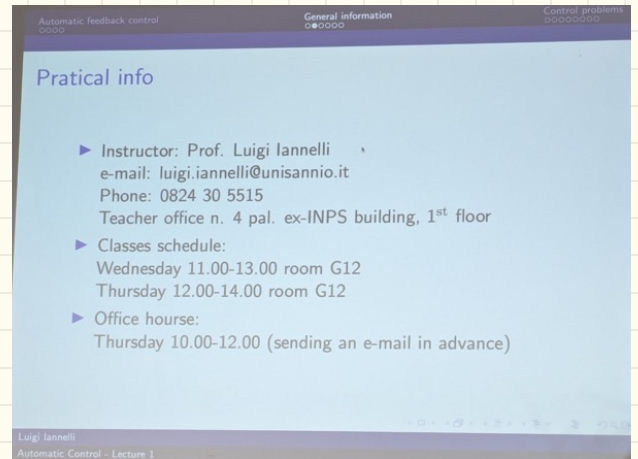 Automatic feedback control
General information
Control problems
Pratical info
Instructor: Prof. Luigi Iannelli
e-mail: luigi.iannelli@unisannio.it
Phone: 0824 30 5515
Teacher office n. 4 pal. ex-INPS building, 1st floor
Classes schedule:
Wednesday 11.00-13.00 room G12
Thursday 12.00-14.00 room G12
Office hourse:
Thursday 10.00-12.00 (sending an e-mail in advance)
Luigi Iannelli
Automatic Control - Lecture 1